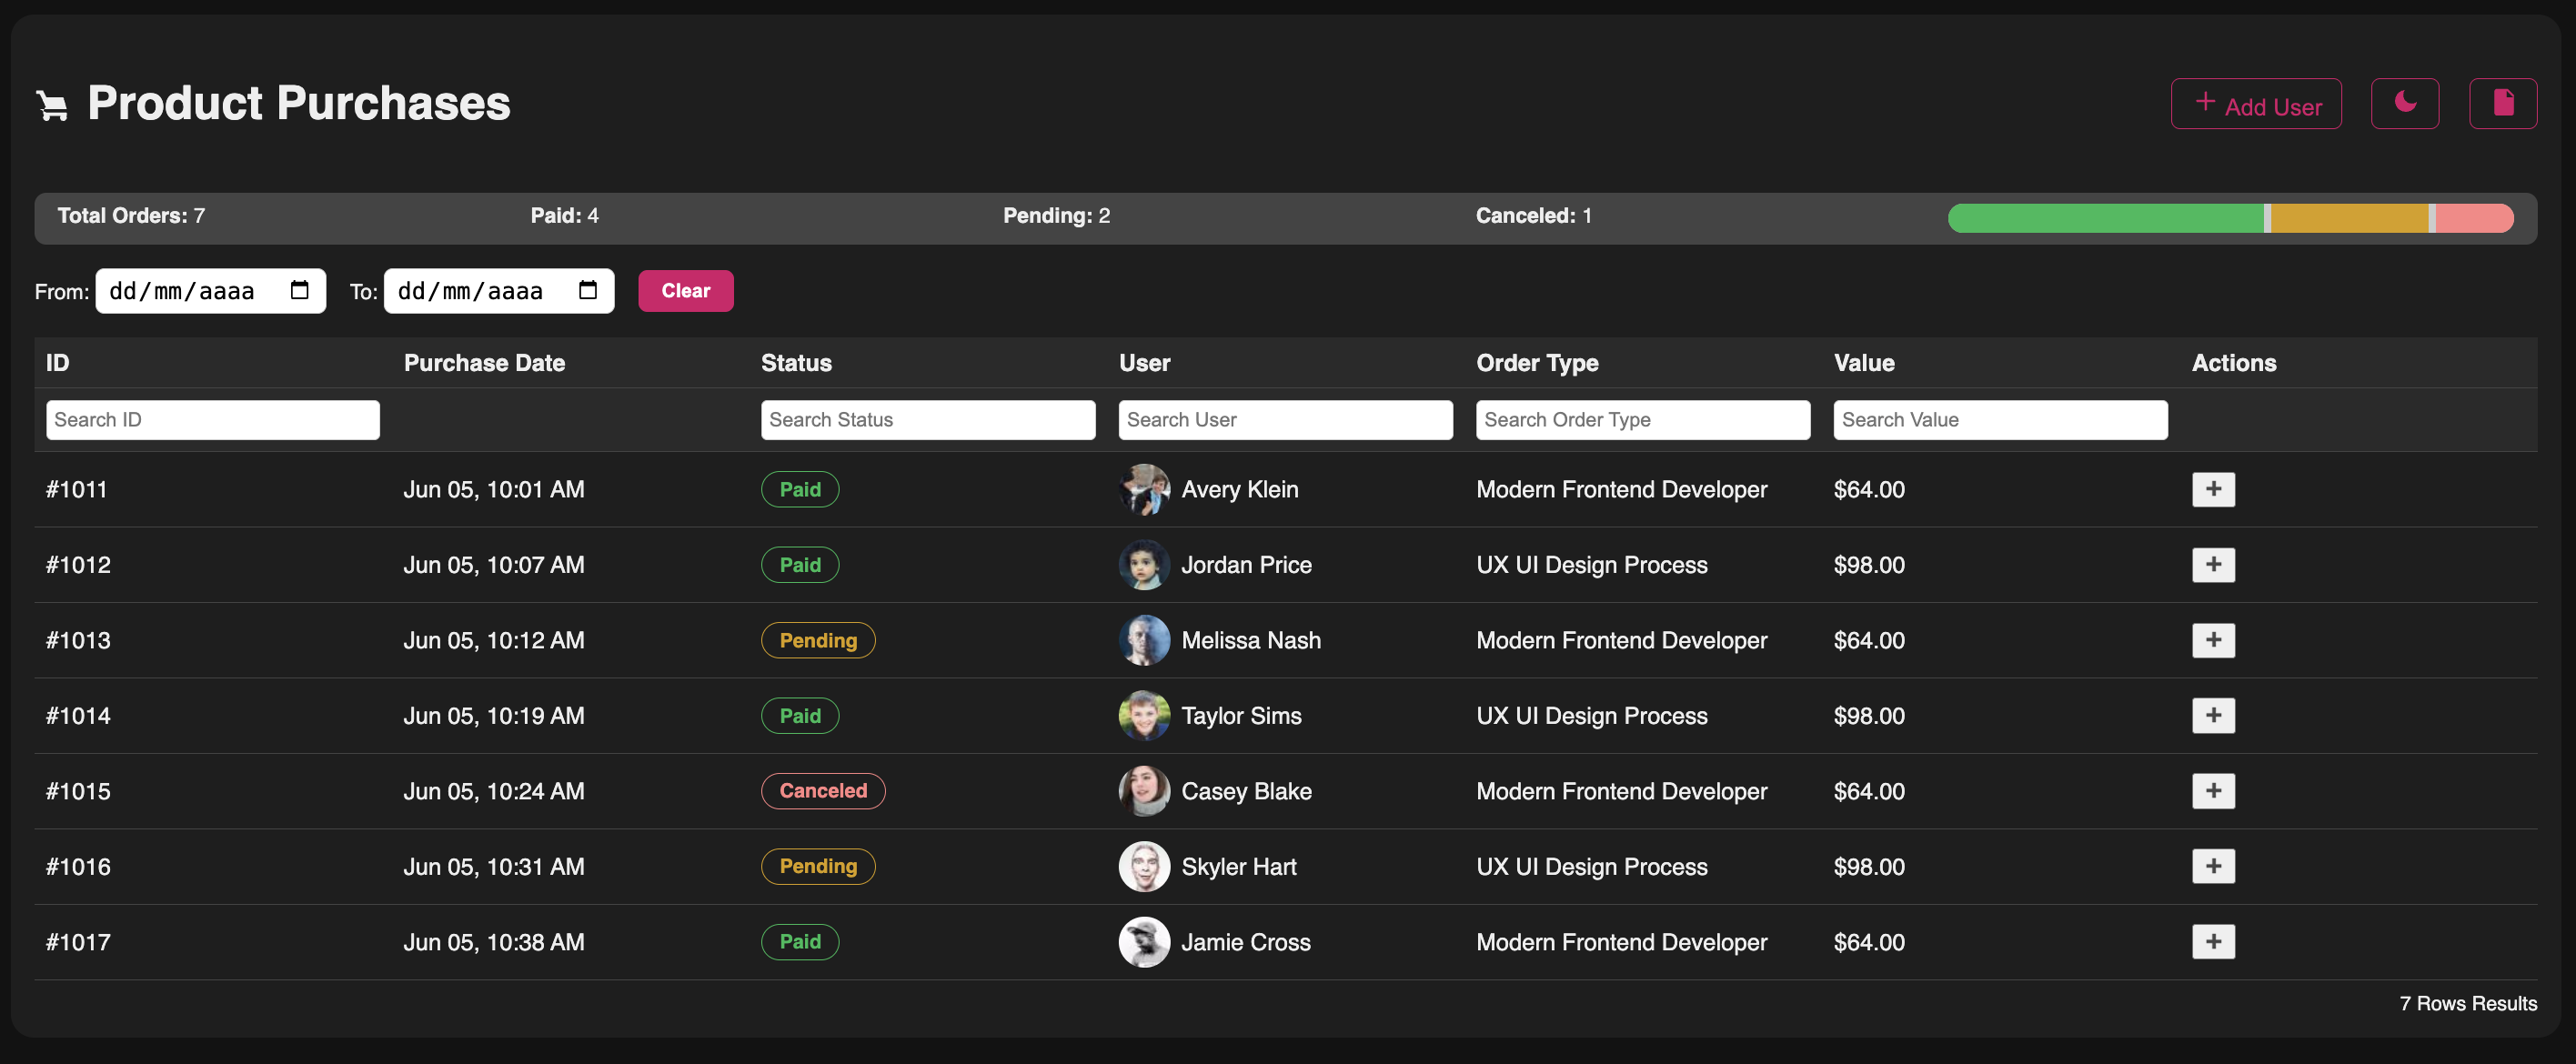 Product Purchases
+ Add User
Total Orders: 7 Paid: 4 Pending: 2 Canceled: 1
From: dd/mm/aaaa To: dd/mm/aaaa Clear
ID Purchase Date Status User Order Type Value Actions
Search ID Search Status Search User Search Order Type Search Value
#1011 Jun 05, 10:01 AM Paid Avery Klein Modern Frontend Developer $64.00 +
#1012 Jun 05, 10:07 AM Paid Jordan Price UX UI Design Process $98.00 +
#1013 Jun 05, 10:12 AM Pending Melissa Nash Modern Frontend Developer $64.00 +
#1014 Jun 05, 10:19 AM Paid Taylor Sims UX UI Design Process $98.00 +
#1015 Jun 05, 10:24 AM Canceled Casey Blake Modern Frontend Developer $64.00 +
#1016 Jun 05, 10:31 AM Pending Skyler Hart UX UI Design Process $98.00 +
#1017 Jun 05, 10:38 AM Paid Jamie Cross Modern Frontend Developer $64.00 +
7 Rows Results